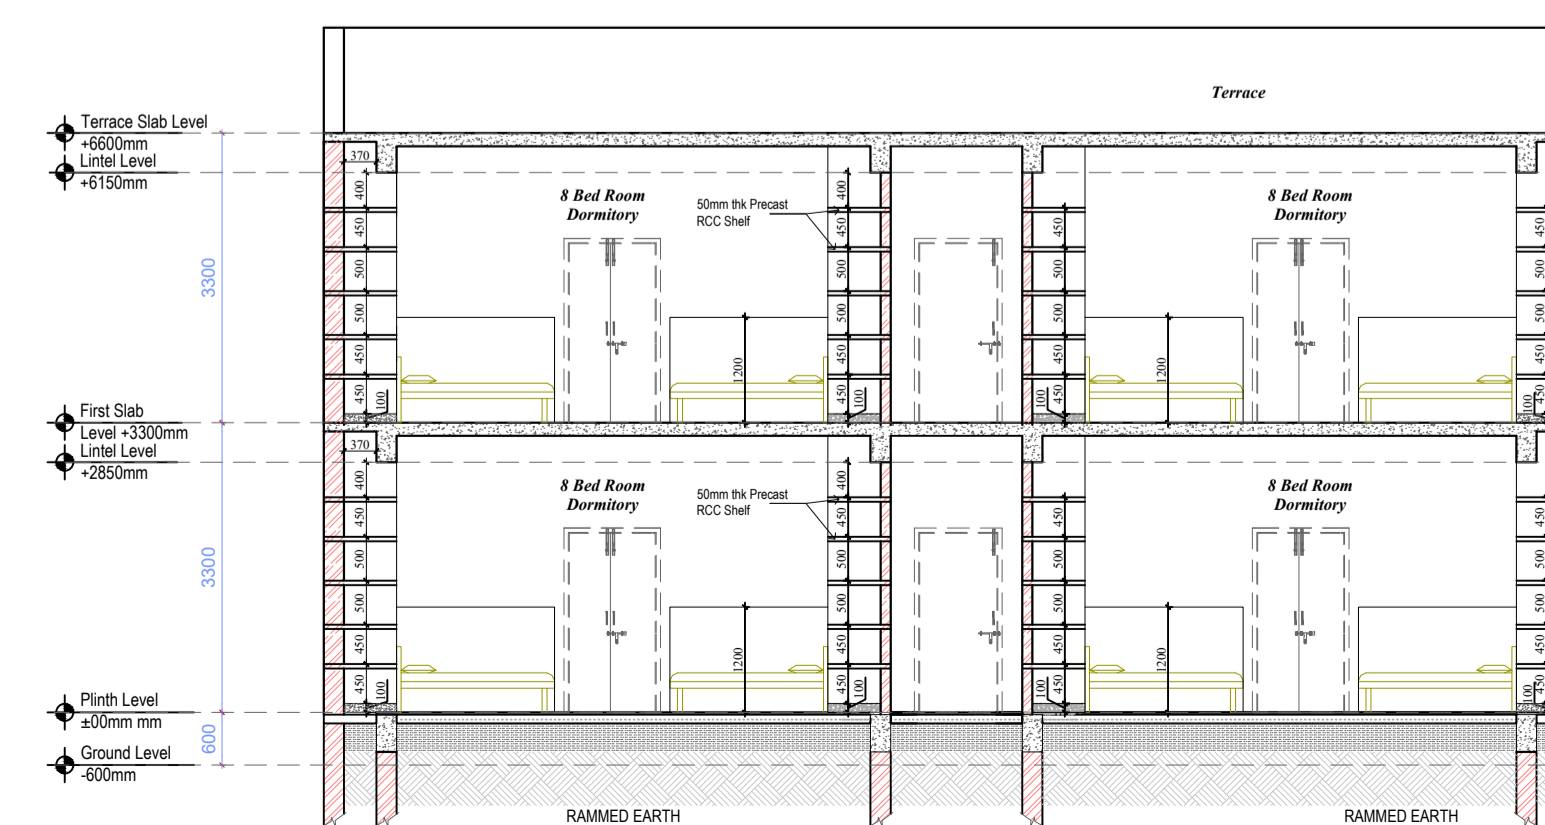 Terrace
Terrace Slab Level
+6600mm
Lintel Level
+6150mm
370
400
450
500
500
450
450
100
8 Bed Room
Dormitory
50mm thk Precast
RCC Shelf
1200
400
450
500
500
450
450
100
450
500
500
450
450
100
8 Bed Room
Dormitory
1200
450
500
500
450
450
100
3300
First Slab
Level +3300mm
Lintel Level
+2850mm
370
400
450
500
500
450
450
100
8 Bed Room
Dormitory
50mm thk Precast
RCC Shelf
1200
400
450
500
500
450
450
100
450
500
500
450
450
100
8 Bed Room
Dormitory
1200
450
500
500
450
450
100
3300
Plinth Level
±00mm mm
600
Ground Level
-600mm
RAMMED EARTH
RAMMED EARTH